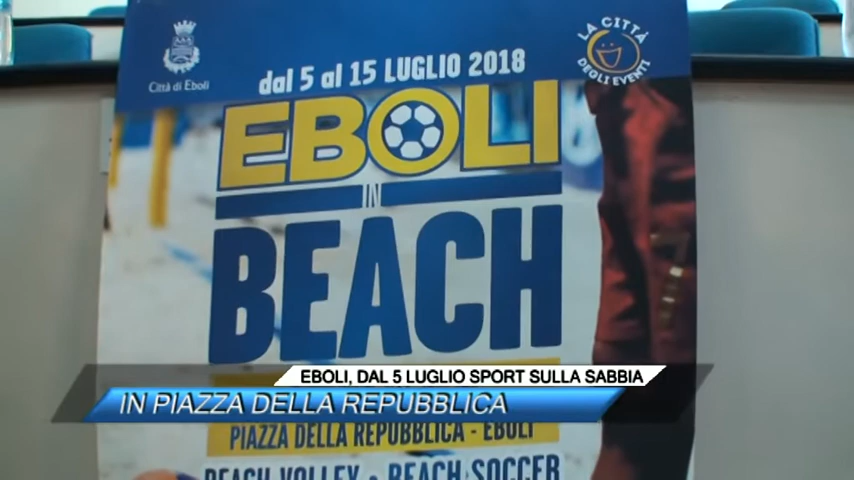 Città di Eboli
LA CITTÀ
DEGLI EVENTI
dal 5 al 15 LUGLIO 2018
EBOLI
IN
BEACH
EBOLI, DAL 5 LUGLIO SPORT SULLA SABBIA
IN PIAZZA DELLA REPUBBLICA
PIAZZA DELLA REPUBBLICA - EBOLI
BEACH VOLLEY • BEACH SOCCER